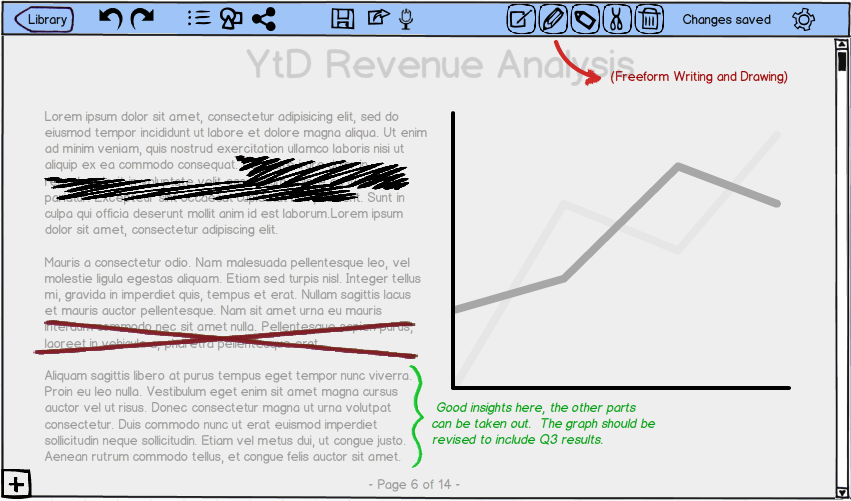 Library
Changes saved
YtD Revenue Analysis
(Freeform Writing and Drawing)
Lorem ipsum dolor sit amet, consectetur adipisicing elit, sed do
eiusmod tempor incididunt ut labore et dolore magna aliqua. Ut enim
ad minim veniam, quis nostrud exercitation ullamco laboris nisi ut
aliquip ex ea commodo consequat.
voluptate velit
Excepteur sint Sunt in
culpa qui officia deserunt mollit anim id est laborum.Lorem ipsum
dolor sit amet, consectetur adipiscing elit.
Mauris a consectetur odio. Nam malesuada pellentesque leo, vel
molestie ligula egestas aliquam. Etiam sed turpis nisl. Integer tellus
mi, gravida in imperdiet quis, tempus et erat. Nullam sagittis lacus
et mauris auctor pellentesque. Nam sit amet urna eu mauris
interdum commodo nec sit amet nulla. Pellentesque sapien purus,
laoreet in vehicula a, pharetra pellentesque erat.
Aliquam sagittis libero at purus tempus eget tempor nunc viverra.
Proin eu leo nulla. Vestibulum eget enim sit amet magna cursus
auctor vel ut risus. Donec consectetur magna ut urna volutpat
consectetur. Duis commodo nunc ut erat euismod imperdiet
sollicitudin neque sollicitudin. Etiam vel metus dui, ut congue justo.
Aenean rutrum commodo tellus, et congue felis auctor sit amet.
Good insights here, the other parts
can be taken out. The graph should be
revised to include Q3 results.
- Page 6 of 14 -